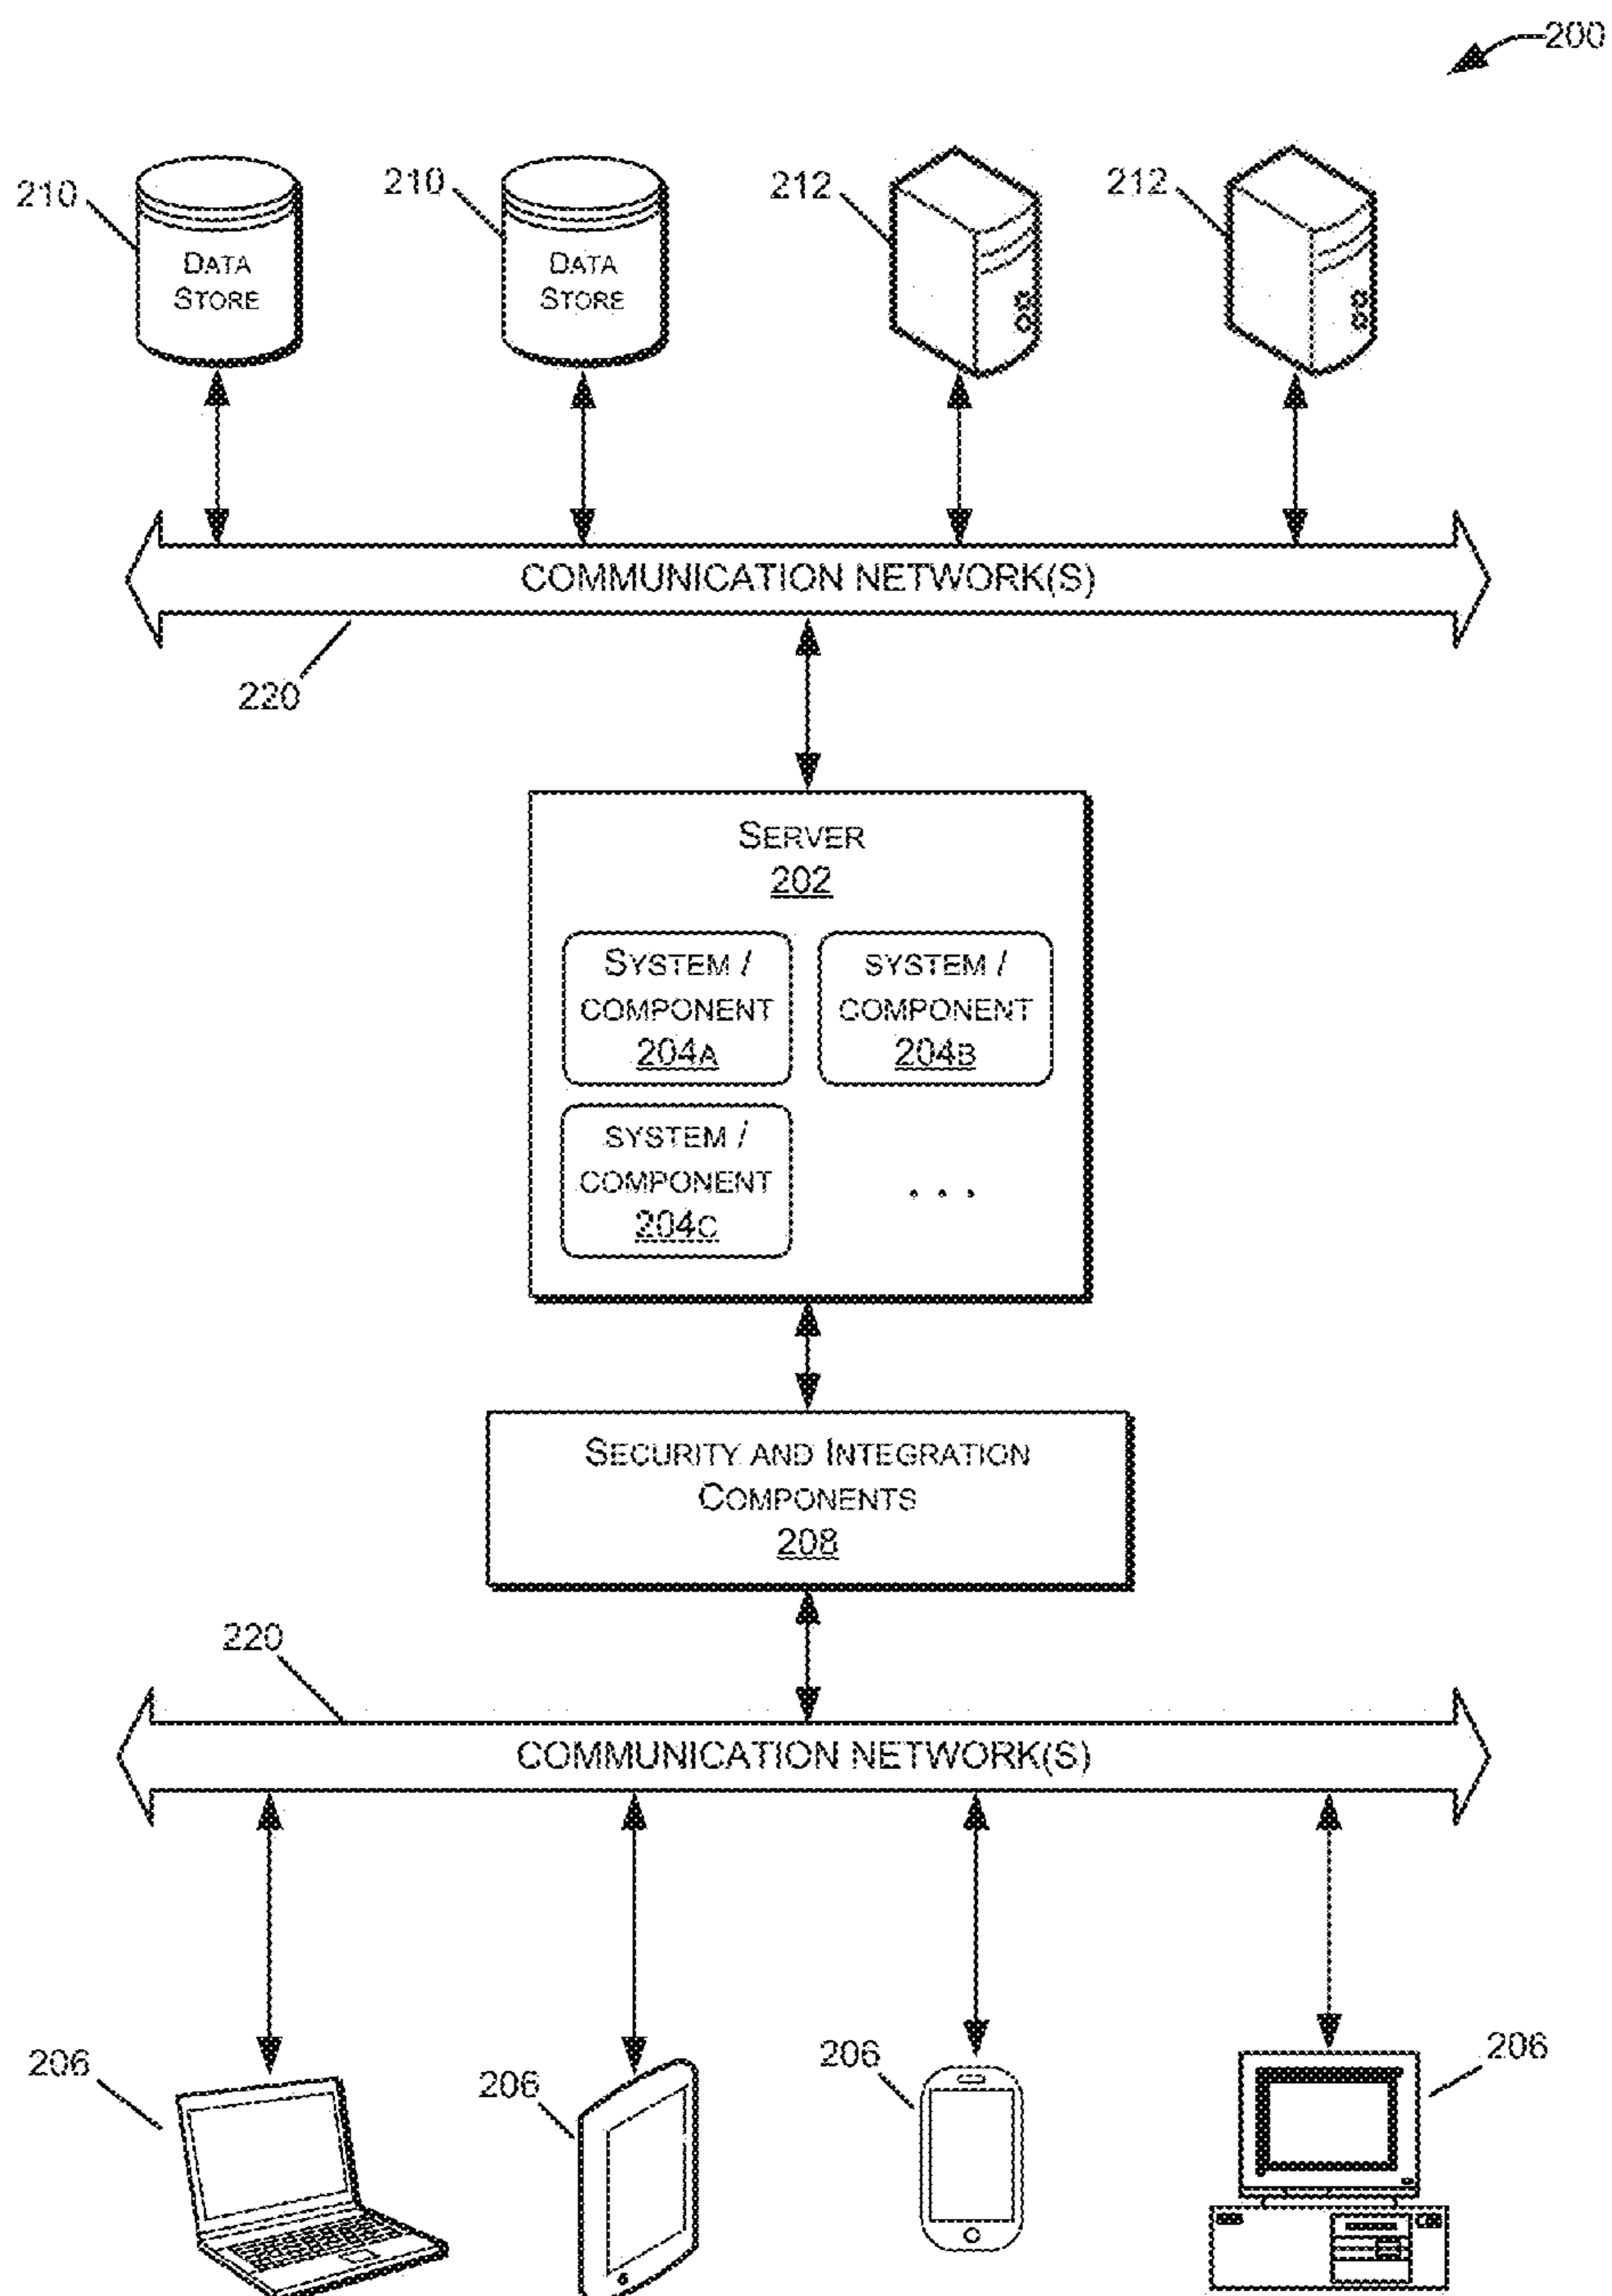 200
210
210
212
212
DATA
STORE
DATA
STORE
COMMUNICATION NETWORK(S)
220
SERVER
202
SYSTEM /
COMPONENT
204A
SYSTEM /
COMPONENT
204B
SYSTEM /
COMPONENT
204C
. . .
SECURITY AND INTEGRATION
COMPONENTS
208
220
COMMUNICATION NETWORK(S)
206
206
206
206